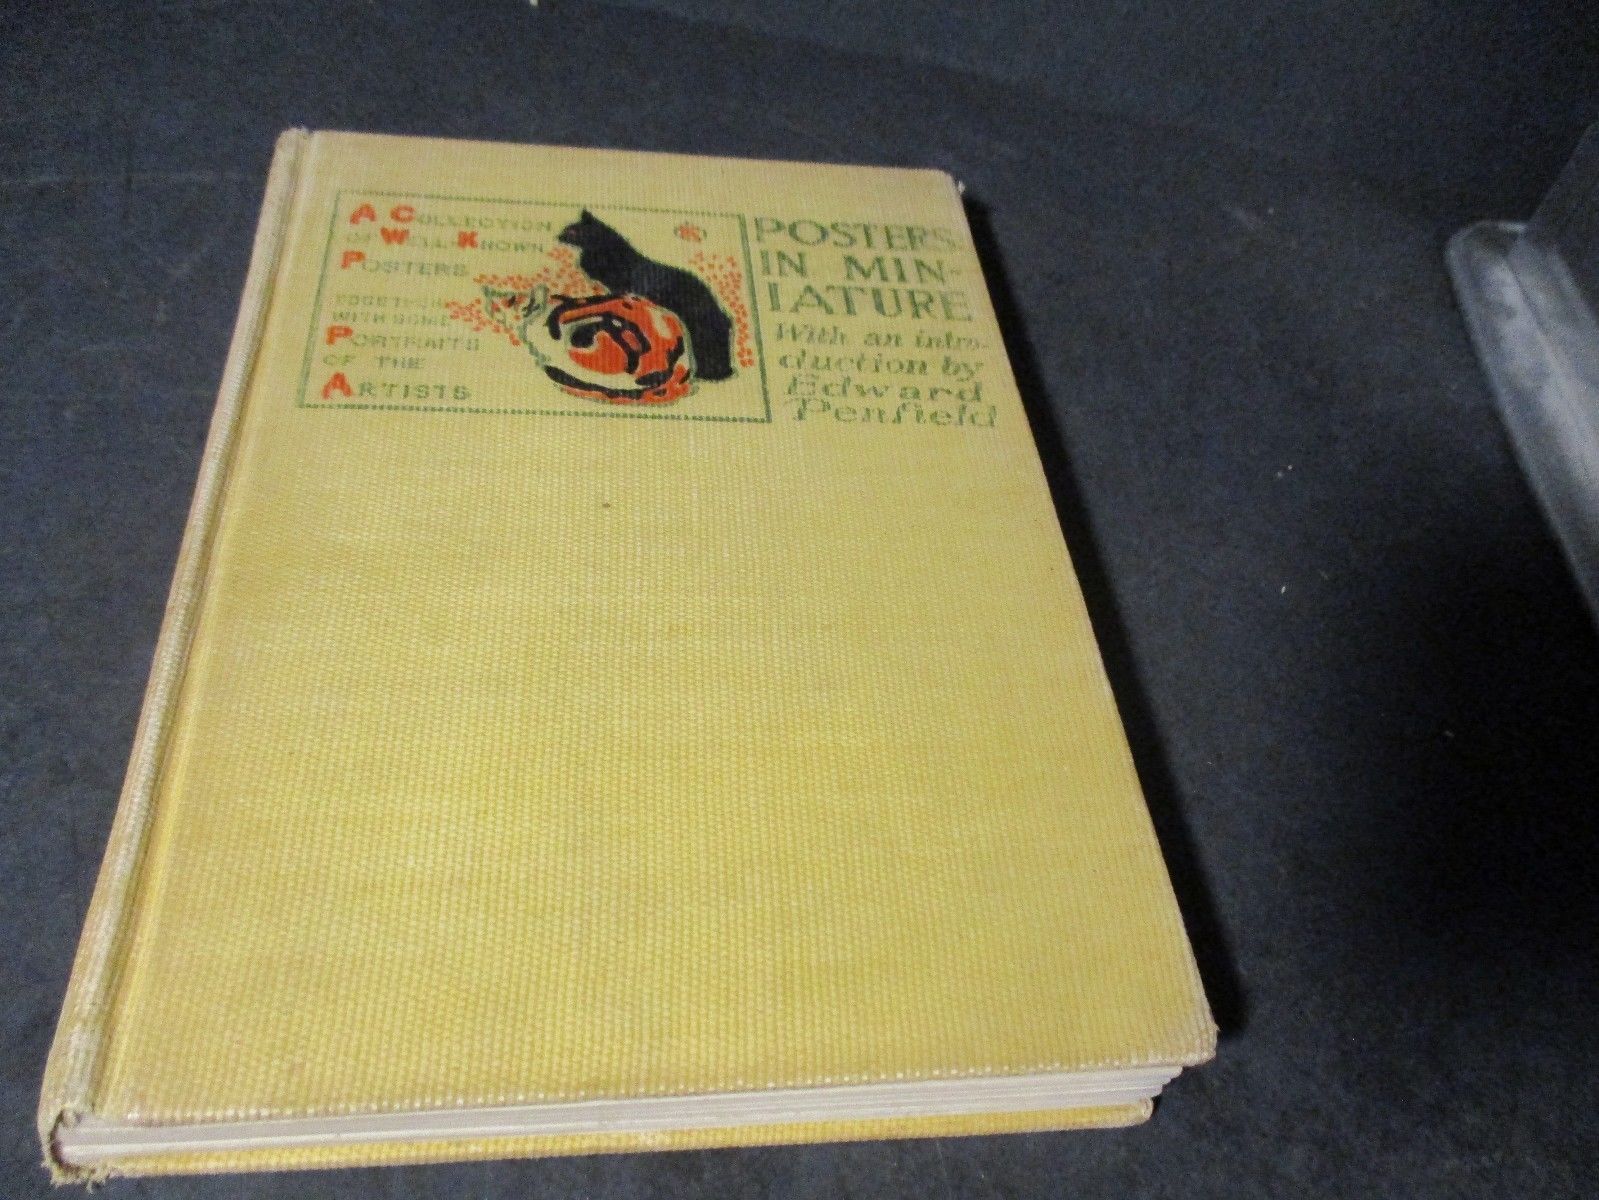 A COLLECTION
OF WELL-KNOWN
POSTERS
TOGETHER
WITH SOME
PORTRAITS
OF THE
ARTISTS
POSTERS
IN MIN-
IATURE
With an intro-
duction by
Edward
Penfield